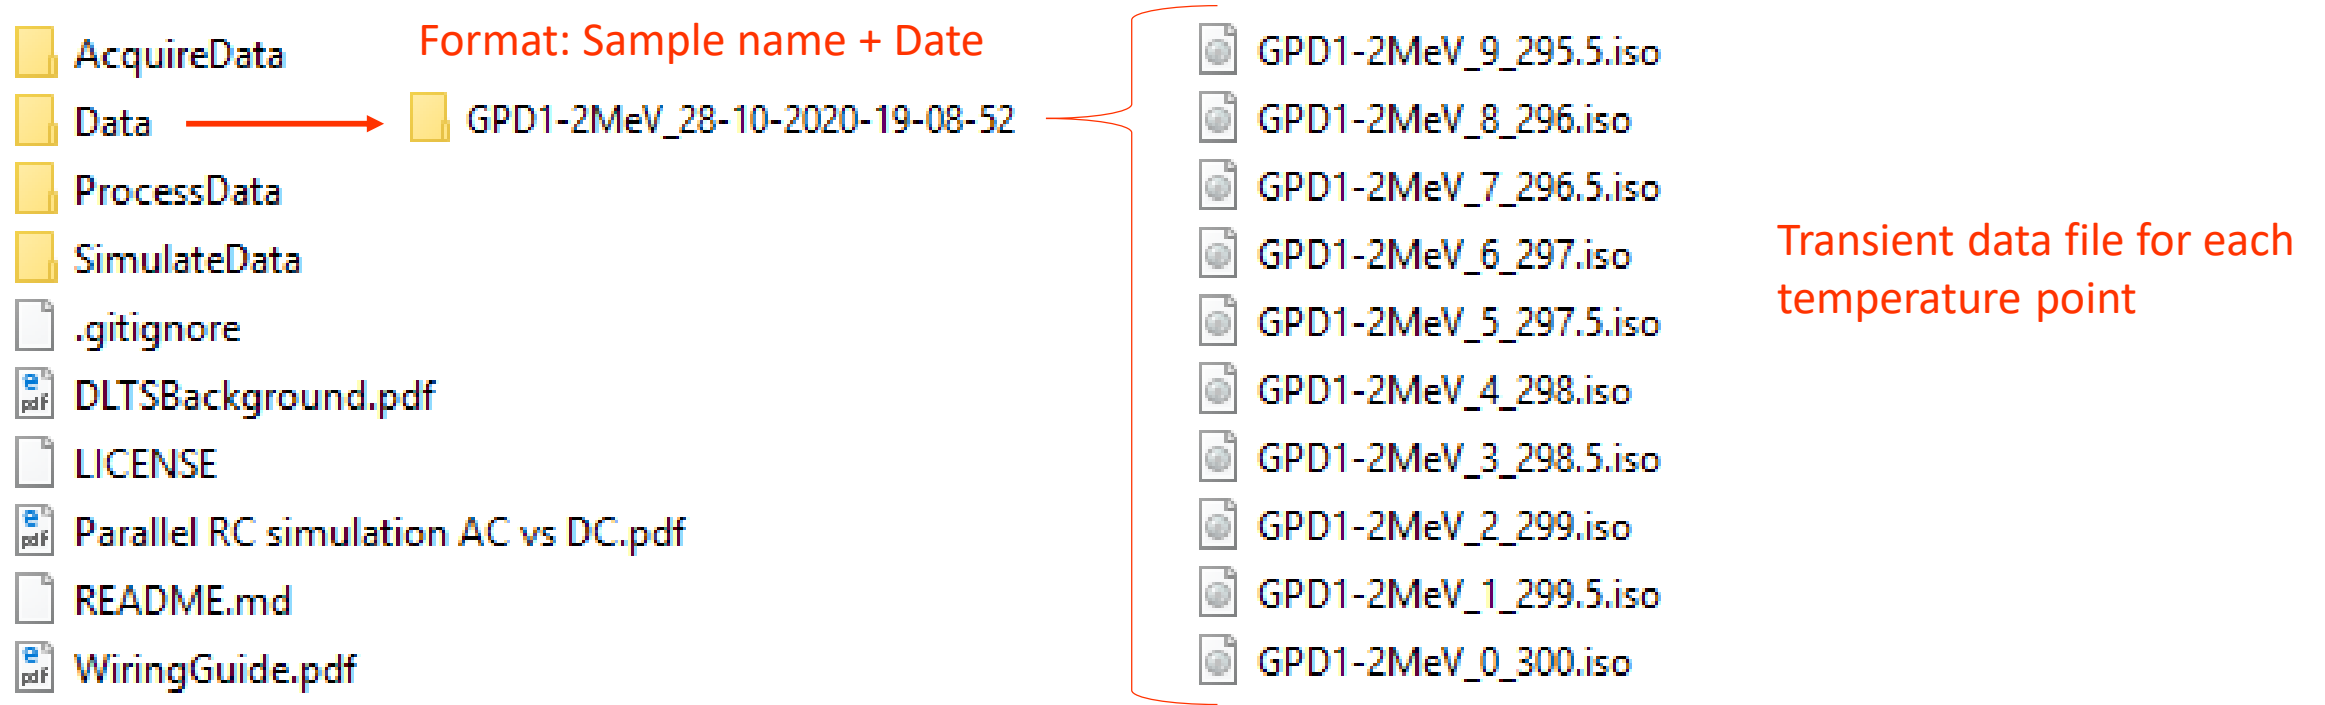 AcquireData
Data
ProcessData
SimulateData
.gitignore
DLTSBackground.pdf
LICENSE
Parallel RC simulation AC vs DC.pdf
README.md
WiringGuide.pdf
Format: Sample name + Date
GPD1-2MeV_28-10-2020-19-08-52
GPD1-2MeV_9_295.5.iso
GPD1-2MeV_8_296.iso
GPD1-2MeV_7_296.5.iso
GPD1-2MeV_6_297.iso
GPD1-2MeV_5_297.5.iso
GPD1-2MeV_4_298.iso
GPD1-2MeV_3_298.5.iso
GPD1-2MeV_2_299.iso
GPD1-2MeV_1_299.5.iso
GPD1-2MeV_0_300.iso
Transient data file for each
temperature point